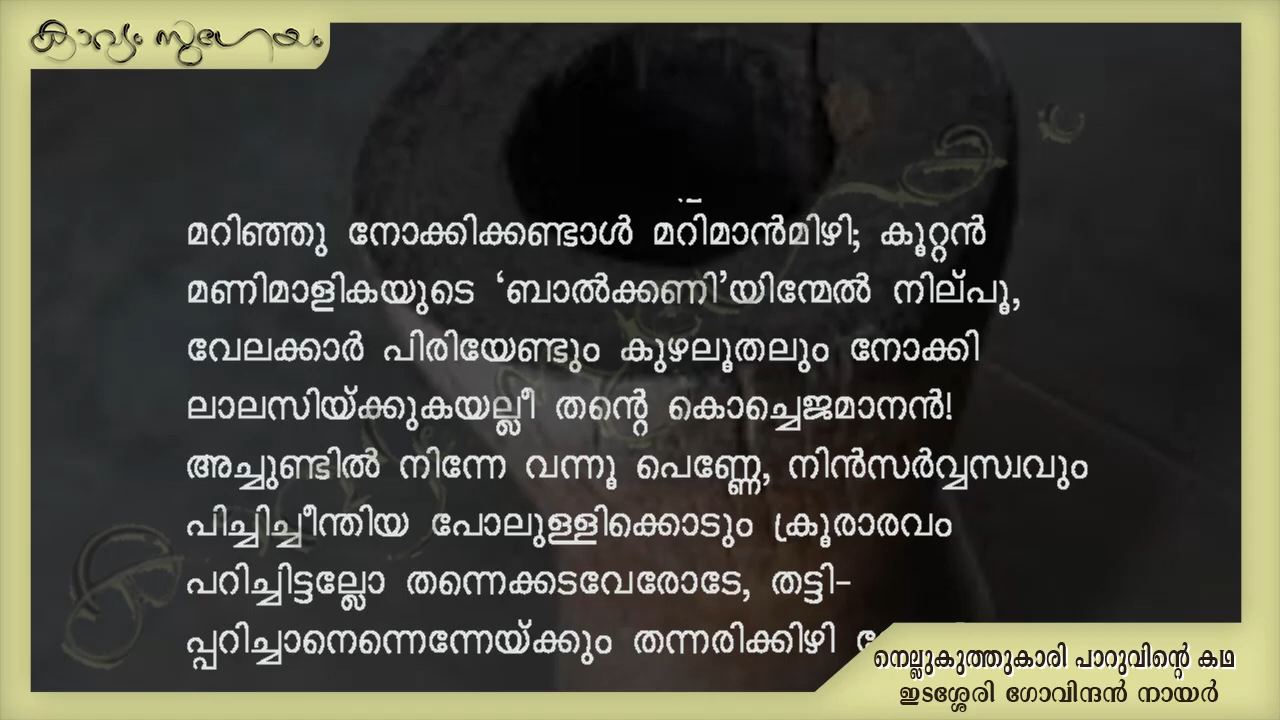 കാവ്യം സുഗേയം
മറിഞ്ഞു നോക്കിക്കണ്ടാൾ മറിമാൻമിഴി; കൂറ്റൻ
മണിമാളികയുടെ ‘ബാൽക്കണി’യിന്മേൽ നില്പൂ,
വേലക്കാർ പിരിയേണ്ടും കുഴലൂതലും നോക്കി
ലാലസിയ്ക്കുകയല്ലീ തന്റെ കൊച്ചെജമാനൻ!
അച്ചുണ്ടിൽ നിന്നേ വന്നൂ പെണ്ണേ, നിൻസർവ്വസ്വവും
പിച്ചിച്ചീന്തിയ പോലുള്ളിക്കൊടും ക്രൂരാരവം
പറിച്ചിട്ടല്ലോ തന്നെക്കടവേരോടേ, തട്ടി-
പ്പറിച്ചാനെന്നെന്നേയ്ക്കും തന്നരിക്കിഴി
നെല്ലുകുത്തുകാരി പാറുവിന്റെ കഥ
ഇടശ്ശേരി ഗോവിന്ദൻ നായർ